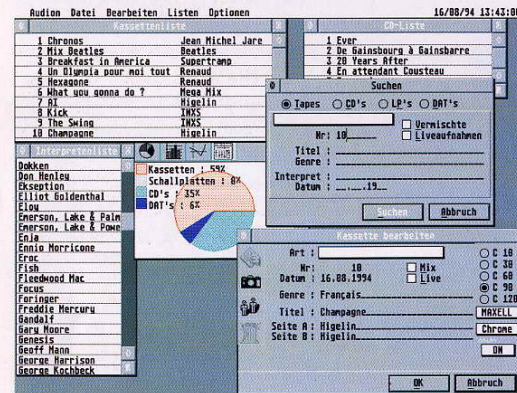 Audion Datei Bearbeiten Listen Optionen 16/08/94 13:43:00
Kassettenliste
1 Chronos Jean Michel Jare
2 Mix Beatles Beatles
3 Breakfast in America Supertramp
4 Un Olympia pour moi tout Renaud
5 Hexagone Renaud
6 What you gonna do ? Mega Mix
7 AI Higelin
8 Kick INXS
9 The Swing INXS
10 Champagne Higelin
CD-Liste
1 Ever
2 De Gainsbourg à Gainsbarre
3 20 Years After
4 En attendant Cousteau
Suchen
Tapes CD's LP's DAT's
Vermischte
Nr: 10 Liveaufnahmen
Titel :
Genre :
Interpret :
Datum : __.__.19__
Suchen Abbruch
Interpretenliste
Dokken
Don Henley
Ekseption
Elliot Goldenthal
Eloy
Emerson, Lake & Palm
Emerson, Lake & Powe
Enja
Ennio Morricone
Eroc
Fish
Fleedwood Mac
Focus
Foringer
Freddie Mercury
Gandalf
Gary Moore
Genesis
Geoff Mann
George Harrison
George Kochbeck
Kassetten : 59%
Schallplatten : 0%
CD's : 35%
DAT's : 6%
Kassette bearbeiten
Art :
Nr: 10 Mix
Datum : 16.08.1994 Live
Genre : Français
Titel : Champagne
Seite A : Higelin
Seite B : Higelin
C 10
C 30
C 60
C 90
C 120
MAXELL
Chrome
ON
OK Abbruch